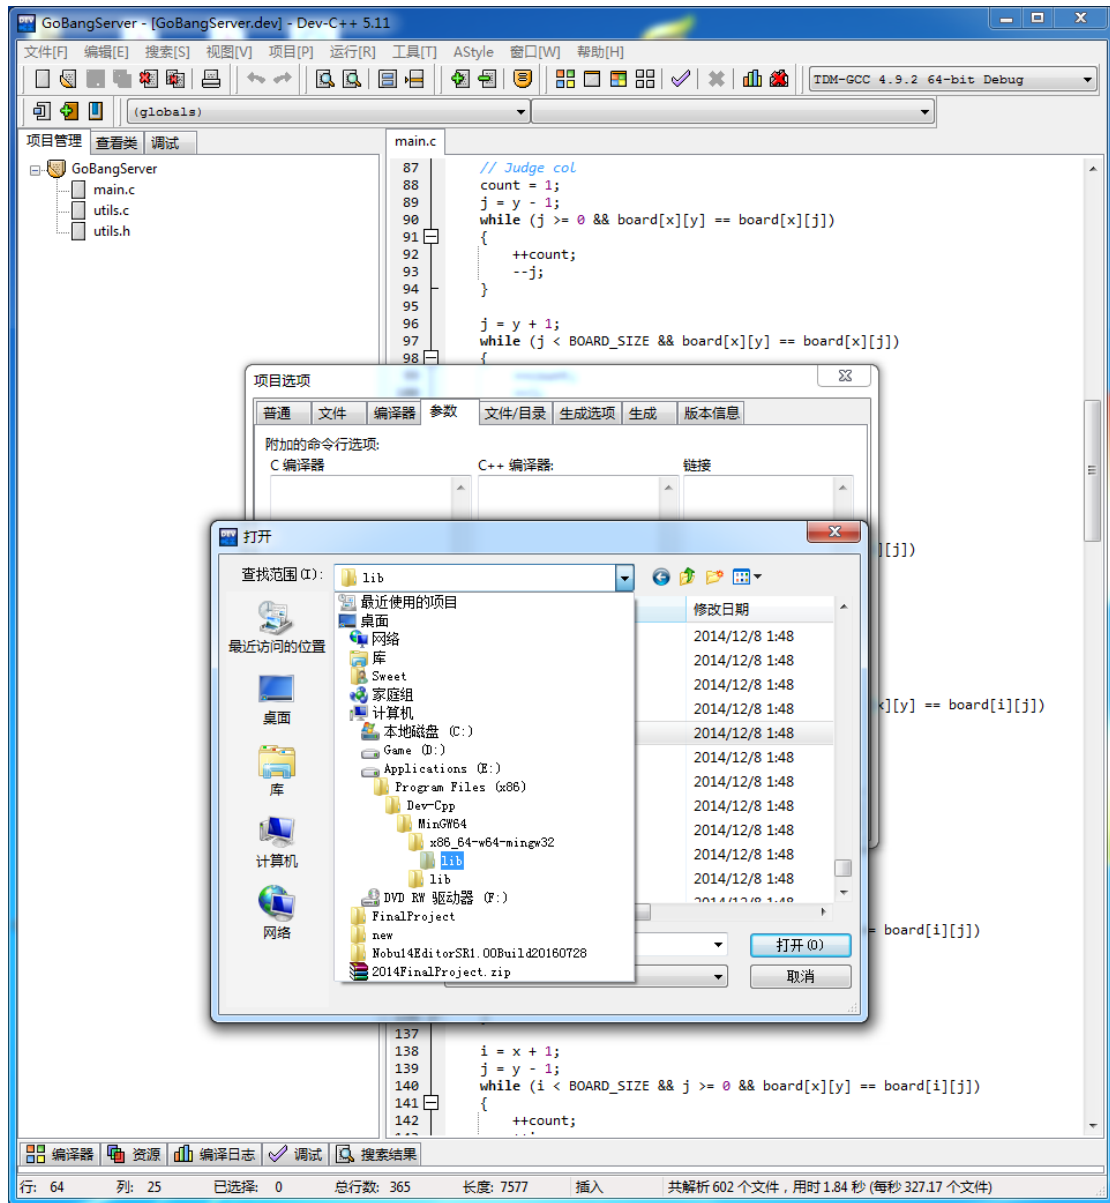 GoBangServer - [GoBangServer.dev] - Dev-C++ 5.11
文件[F] 编辑[E] 搜索[S] 视图[V] 项目[P] 运行[R] 工具[T] AStyle 窗口[W] 帮助[H]
TDM-GCC 4.9.2 64-bit Debug
(globals)
项目管理 查看类 调试
main.c
GoBangServer
main.c
utils.c
utils.h
87 // Judge col
88 count = 1;
89 j = y - 1;
90 while (j >= 0 && board[x][y] == board[x][j])
91 {
92 ++count;
93 --j;
94 }
95
96 j = y + 1;
97 while (j < BOARD_SIZE && board[x][y] == board[x][j])
98 {
项目选项
普通 文件 编译器 参数 文件/目录 生成选项 生成 版本信息
附加的命令行选项:
C 编译器 C++ 编译器: 链接
打开
][j])
查找范围(I): lib
最近使用的项目
桌面
网络
库
Sweet
家庭组
计算机
本地磁盘 (C:)
Game (D:)
Applications (E:)
Program Files (x86)
Dev-Cpp
MinGW64
x86_64-w64-mingw32
lib
lib
DVD RW 驱动器 (F:)
FinalProject
new
Nobu14EditorSR1.00Build20160728
2014FinalProject.zip
最近访问的位置
桌面
库
计算机
网络
修改日期
2014/12/8 1:48
2014/12/8 1:48
2014/12/8 1:48
2014/12/8 1:48
2014/12/8 1:48
2014/12/8 1:48
2014/12/8 1:48
2014/12/8 1:48
2014/12/8 1:48
2014/12/8 1:48
2014/12/8 1:48
2014/12/8 1:48
][y] == board[i][j])
= board[i][j])
打开(O)
取消
137
138 i = x + 1;
139 j = y - 1;
140 while (i < BOARD_SIZE && j >= 0 && board[x][y] == board[i][j])
141 {
142 ++count;
编译器 资源 编译日志 调试 搜索结果
行: 64 列: 25 已选择: 0 总行数: 365 长度: 7577 插入 共解析 602 个文件，用时 1.84 秒 (每秒 327.17 个文件)